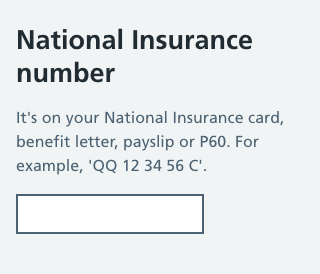 National Insurance
number
It's on your National Insurance card,
benefit letter, payslip or P60. For
example, 'QQ 12 34 56 C'.